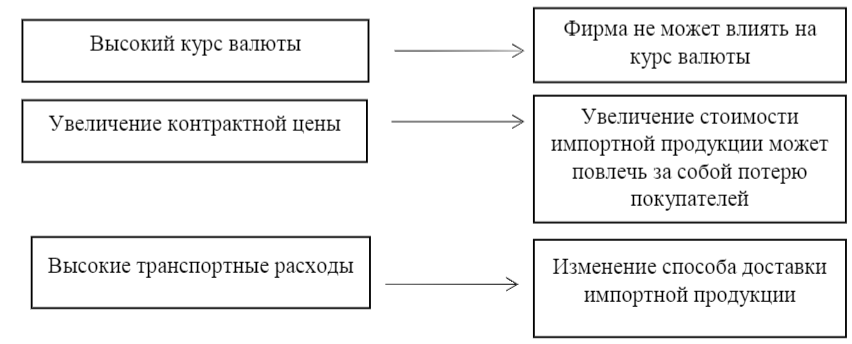 Высокий курс валюты
Фирма не может влиять на
курс валюты
Увеличение контрактной цены
Увеличение стоимости
импортной продукции может
повлечь за собой потерю
покупателей
Высокие транспортные расходы
Изменение способа доставки
импортной продукции